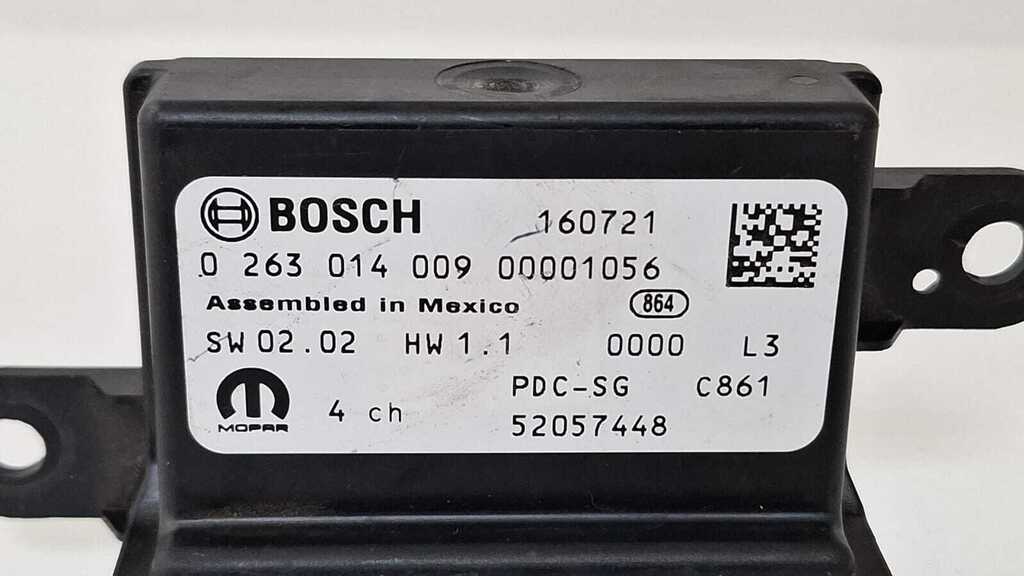 BOSCH 160721
0 263 014 009 00001056
Assembled in Mexico 864
SW 02.02 HW 1.1 0000 L3
PDC-SG C861
MOPAR 4 ch 52057448